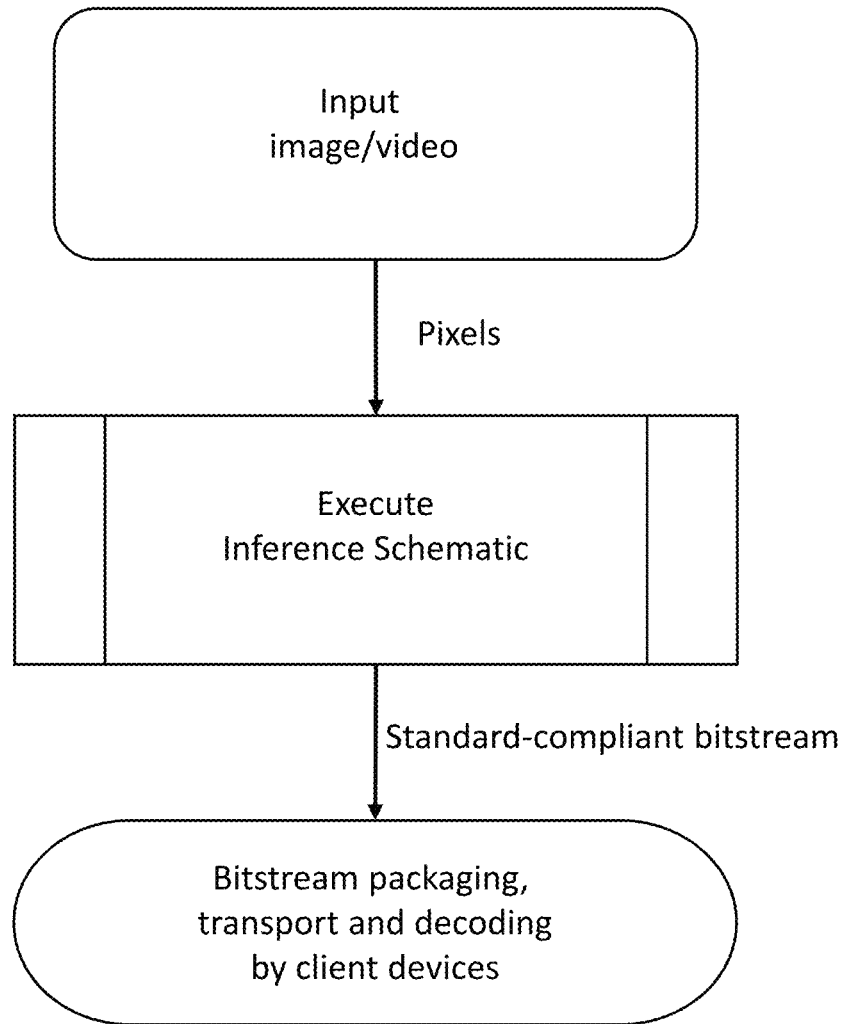 Input
image/video
Pixels
Execute
Inference Schematic
Standard-compliant bitstream
Bitstream packaging,
transport and decoding
by client devices